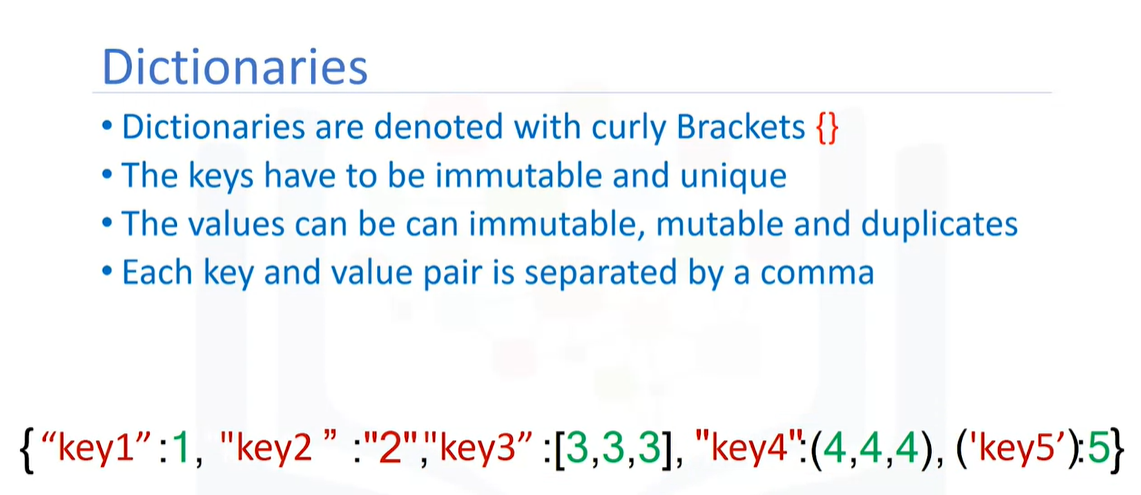 Dictionaries
• Dictionaries are denoted with curly Brackets {}
• The keys have to be immutable and unique
• The values can be can immutable, mutable and duplicates
• Each key and value pair is separated by a comma
{“key1” :1, "key2 ” :"2","key3” :[3,3,3], "key4":(4,4,4), ('key5’):5}